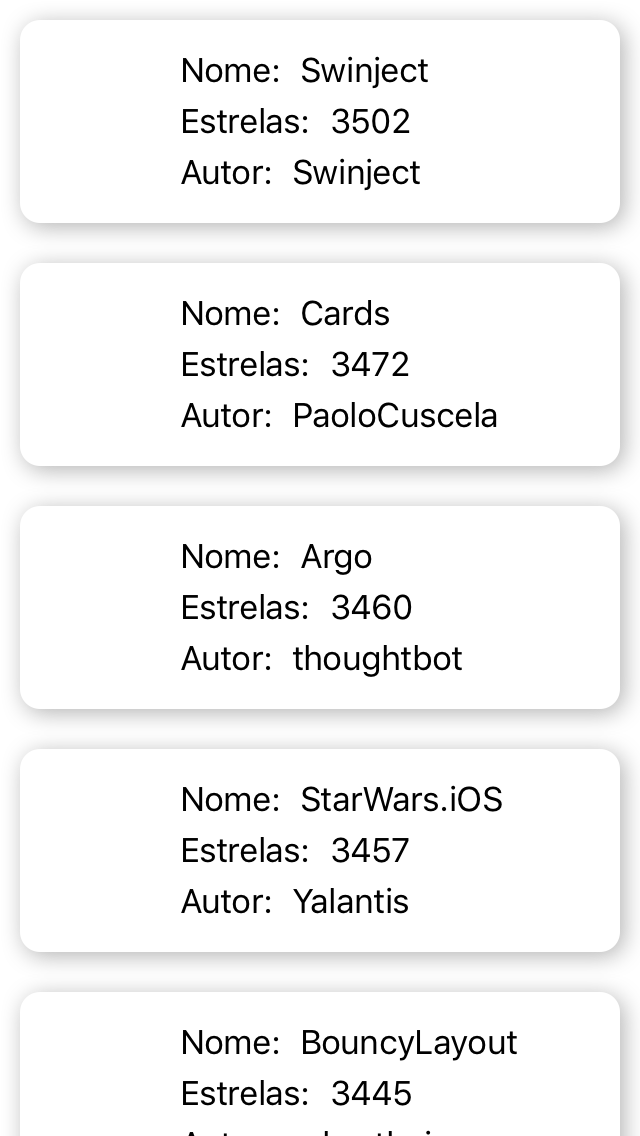 Nome: Swinject
Estrelas: 3502
Autor: Swinject
Nome: Cards
Estrelas: 3472
Autor: PaoloCuscela
Nome: Argo
Estrelas: 3460
Autor: thoughtbot
Nome: StarWars.iOS
Estrelas: 3457
Autor: Yalantis
Nome: BouncyLayout
Estrelas: 3445